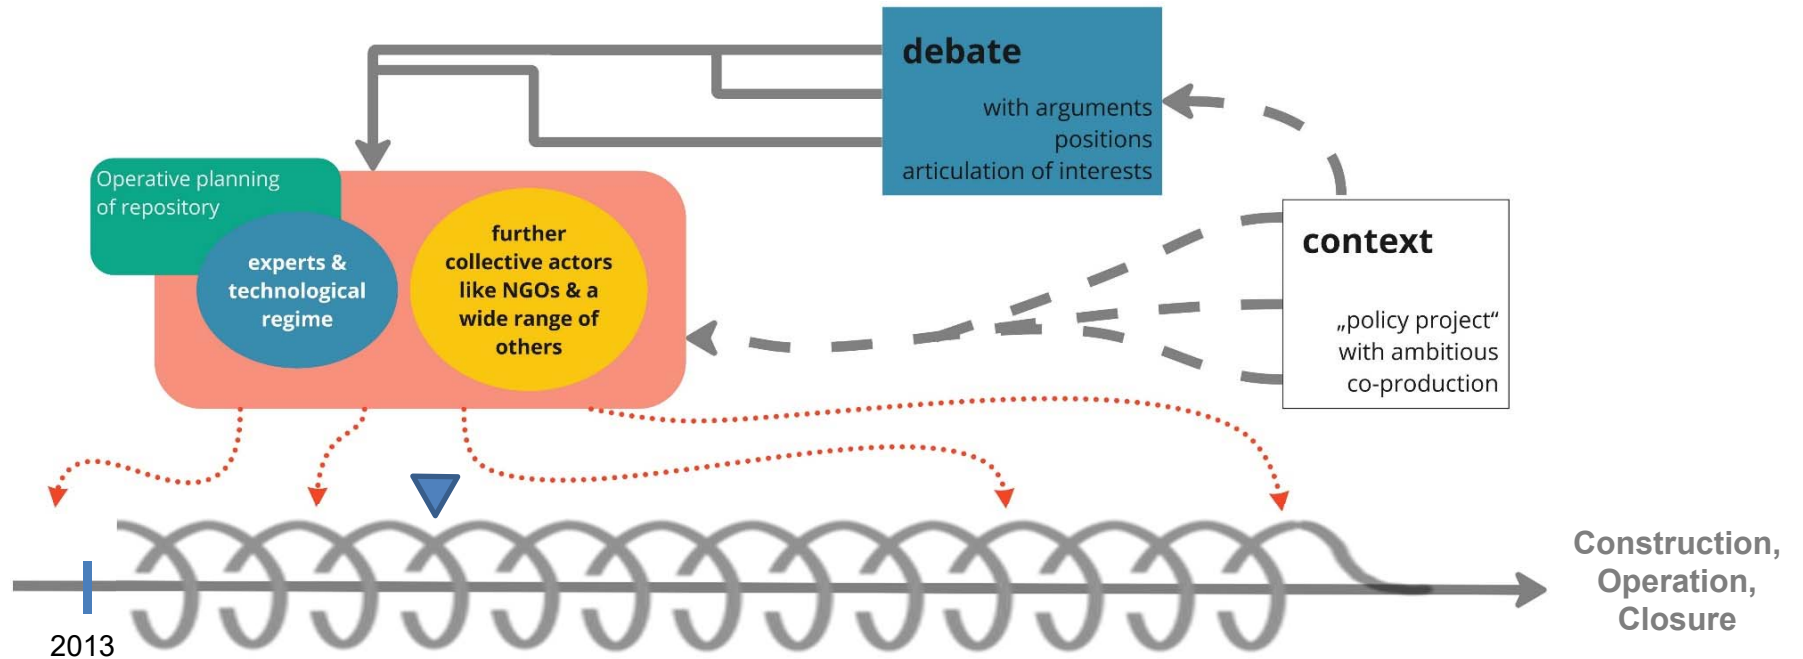 debate
with arguments
positions
articulation of interests
Operative planning
of repository
experts &
technological
regime
further
collective actors
like NGOs & a
wide range of
others
context
„policy project“
with ambitious
co-production
Construction,
Operation,
Closure
2013